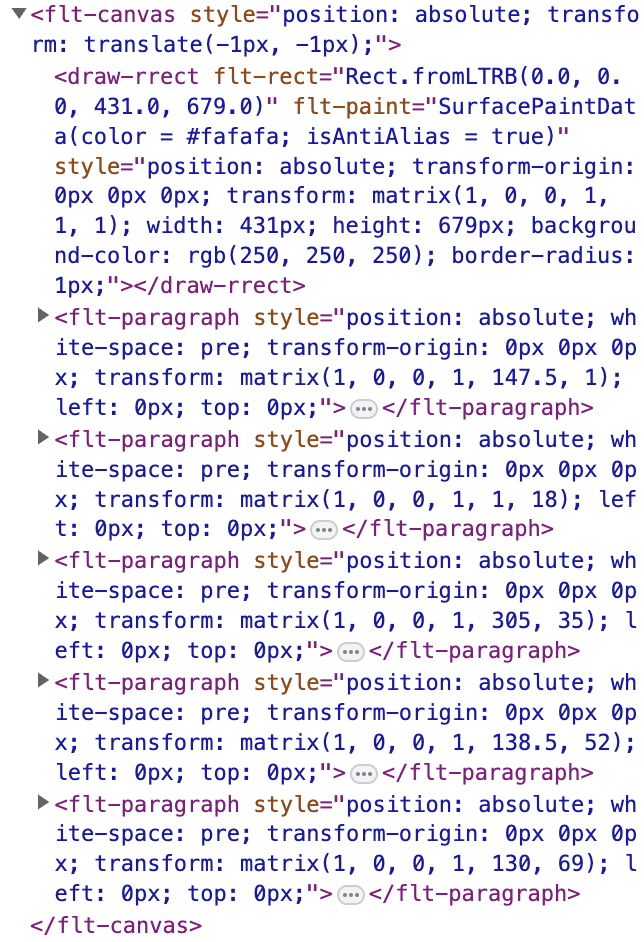 <flt-canvas style="position: absolute; transfo
rm: translate(-1px, -1px);">
<draw-rrect flt-rect="Rect.fromLTRB(0.0, 0.
0, 431.0, 679.0)" flt-paint="SurfacePaintDat
a(color = #fafafa; isAntiAlias = true)"
style="position: absolute; transform-origin:
0px 0px 0px; transform: matrix(1, 0, 0, 1,
1, 1); width: 431px; height: 679px; backgrou
nd-color: rgb(250, 250, 250); border-radius:
1px;"></draw-rrect>
<flt-paragraph style="position: absolute; wh
ite-space: pre; transform-origin: 0px 0px 0p
x; transform: matrix(1, 0, 0, 1, 147.5, 1);
left: 0px; top: 0px;">…</flt-paragraph>
<flt-paragraph style="position: absolute; wh
ite-space: pre; transform-origin: 0px 0px 0p
x; transform: matrix(1, 0, 0, 1, 1, 18); lef
t: 0px; top: 0px;">…</flt-paragraph>
<flt-paragraph style="position: absolute; wh
ite-space: pre; transform-origin: 0px 0px 0p
x; transform: matrix(1, 0, 0, 1, 305, 35); l
eft: 0px; top: 0px;">…</flt-paragraph>
<flt-paragraph style="position: absolute; wh
ite-space: pre; transform-origin: 0px 0px 0p
x; transform: matrix(1, 0, 0, 1, 138.5, 52);
left: 0px; top: 0px;">…</flt-paragraph>
<flt-paragraph style="position: absolute; wh
ite-space: pre; transform-origin: 0px 0px 0p
x; transform: matrix(1, 0, 0, 1, 130, 69); l
eft: 0px; top: 0px;">…</flt-paragraph>
</flt-canvas>